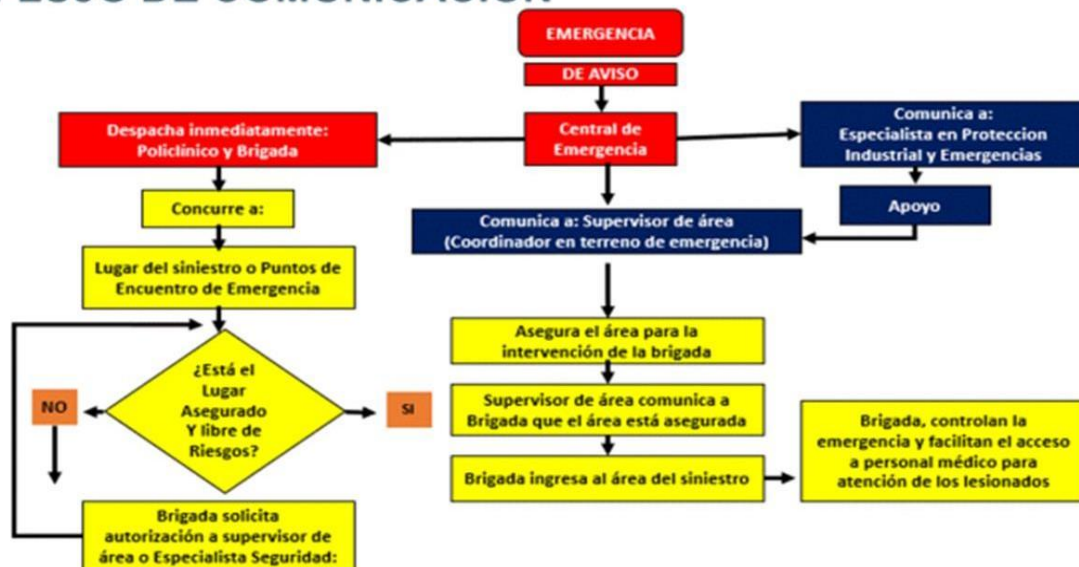 DE COMUNICACIÓN
EMERGENCIA
DE AVISO
Central de
Emergencia
Despacha inmediatamente:
Policlínico y Brigada
Comunica a:
Especialista en Proteccion
Industrial y Emergencias
Concurre a:
Apoyo
Comunica a: Supervisor de área
(Coordinador en terreno de emergencia)
Lugar del siniestro o Puntos de
Encuentro de Emergencia
¿Está el
Lugar
Asegurado
Y libre de
Riesgos?
NO
SI
Asegura el área para la
intervención de la brigada
Supervisor de área comunica a
Brigada que el área está asegurada
Brigada ingresa al área del siniestro
Brigada, controlan la
emergencia y facilitan el acceso
a personal médico para
atención de los lesionados
Brigada solicita
autorización a supervisor de
área o Especialista Seguridad: